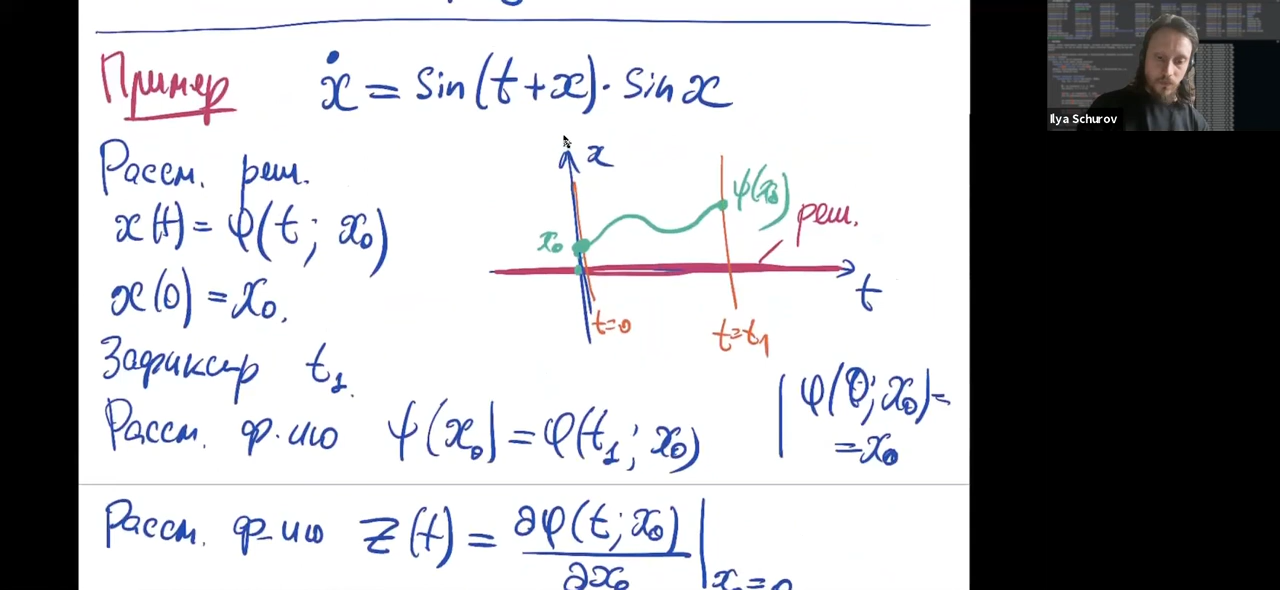 Пример ẋ = sin(t+x)·sin x
Рассм. реш.
x(t) = φ(t; x₀)
x(0) = x₀.
Зафиксир t₁.
Рассм. ф-ию ψ(x₀) = φ(t₁; x₀)
x
x₀
ψ(x₀)
реш.
t
t=0
t=t₁
φ(0; x₀)=
=x₀
Рассм. ф-ию z(t) = ∂φ(t; x₀)
∂x₀
Ilya Schurov